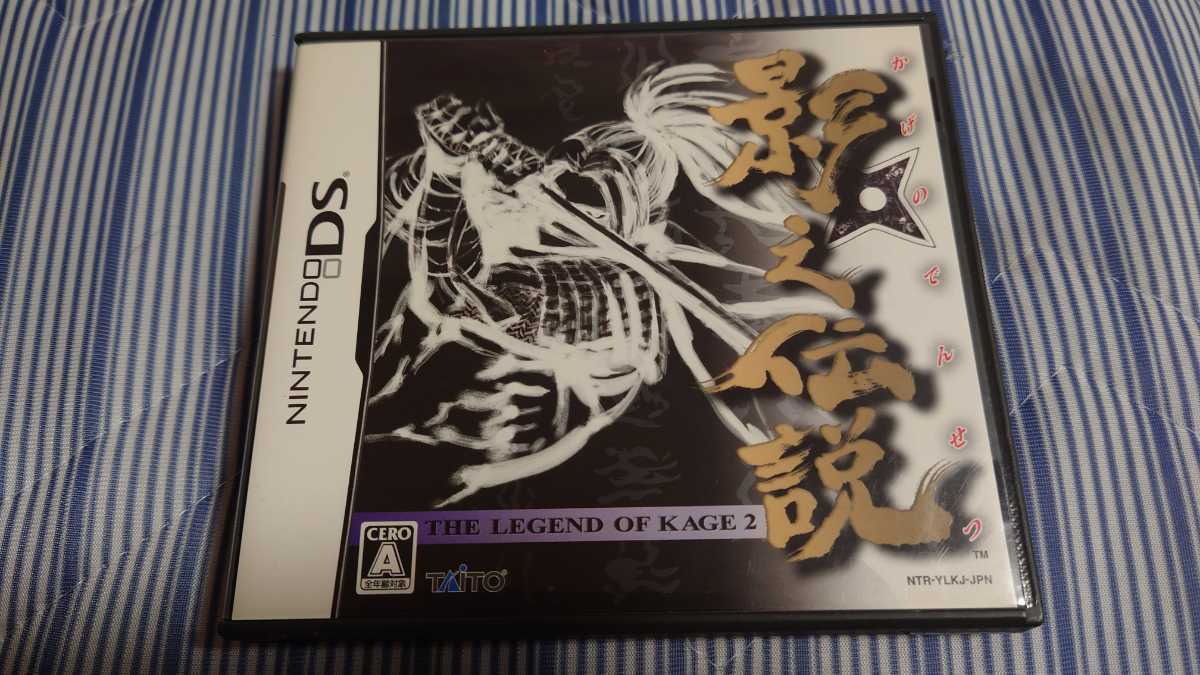 NINTENDO DS®
影之伝説
かげのでんせつ
THE LEGEND OF KAGE 2
TM
CERO
A
全年齢対象
TAITO®
NTR-YLKJ-JPN